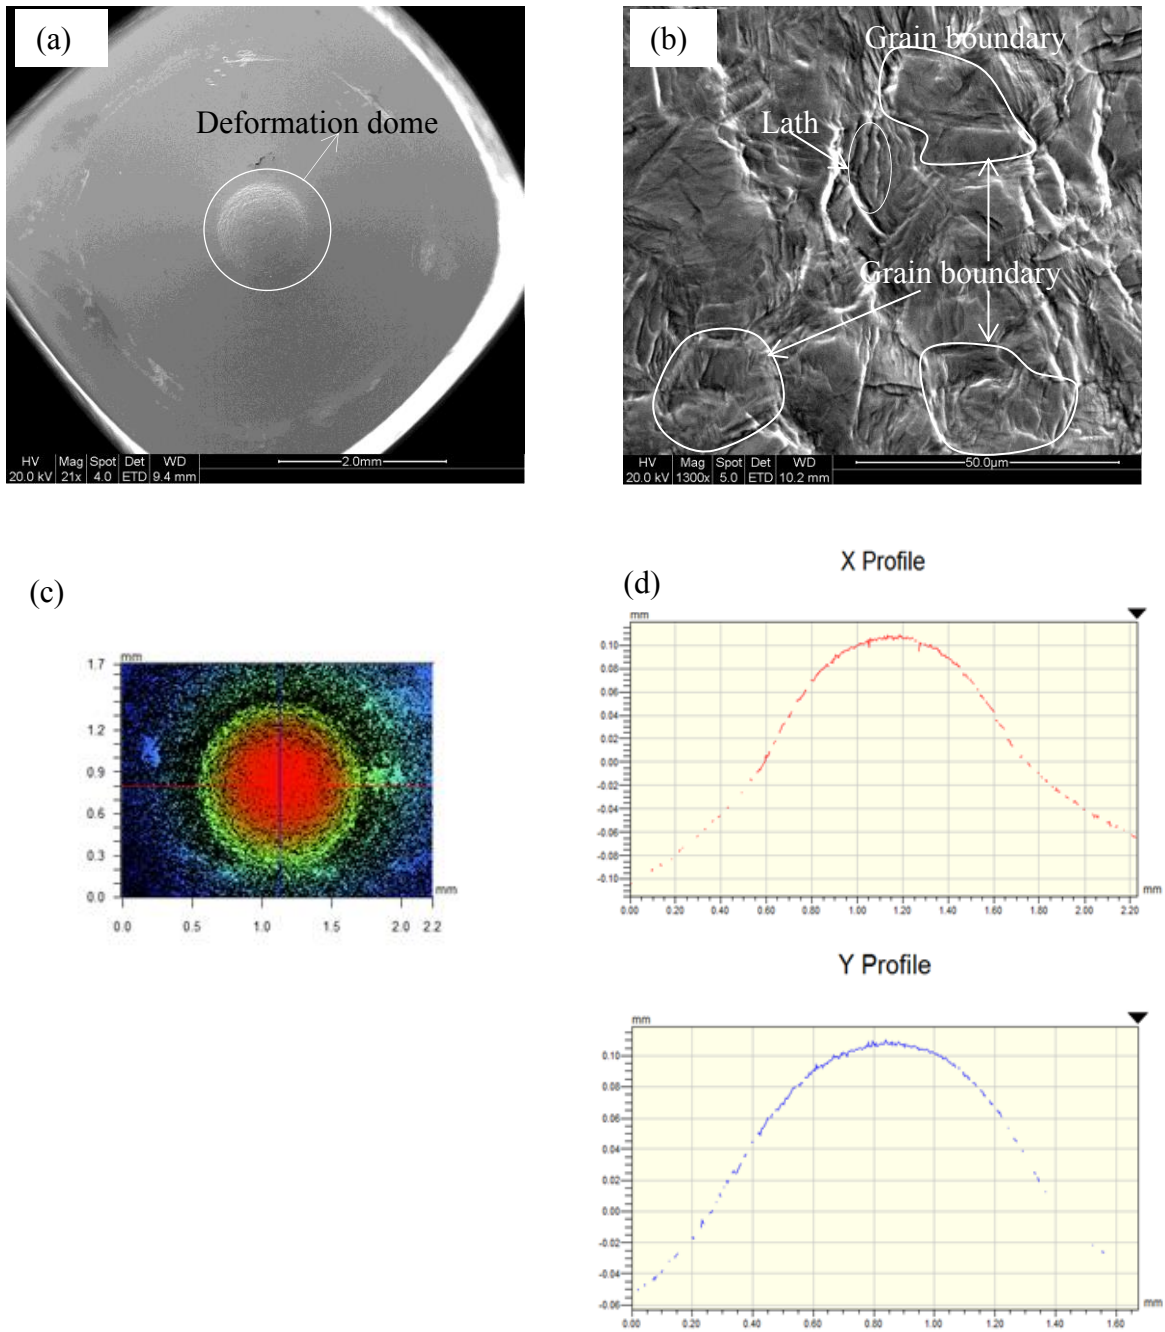 (a)
Deformation dome
HV Mag Spot Det WD
20.0 kV 21x 4.0 ETD 9.4 mm 2.0mm
(b)
Grain boundary
Lath
Grain boundary
HV Mag Spot Det WD
20.0 kV 1300x 5.0 ETD 10.2 mm 50.0µm
(c)
mm
1.7
1.2
0.9
0.6
0.3
0.0
mm
0.0 0.5 1.0 1.5 2.0 2.2
(d)
X Profile
mm
0.10
0.08
0.06
0.04
0.02
0.00
-0.02
-0.04
-0.06
-0.08
-0.10
mm
0.00 0.20 0.40 0.60 0.80 1.00 1.20 1.40 1.60 1.80 2.00 2.20
Y Profile
mm
0.10
0.08
0.06
0.04
0.02
0.00
-0.02
-0.04
-0.06
mm
0.00 0.20 0.40 0.60 0.80 1.00 1.20 1.40 1.60